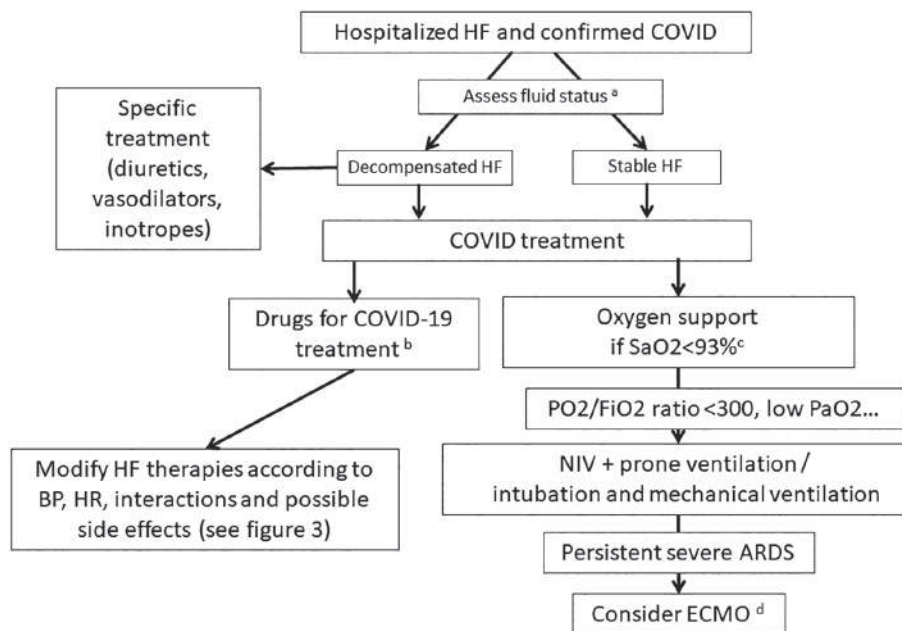 Hospitalized HF and confirmed COVID
Assess fluid status a
Specific
treatment
(diuretics,
vasodilators,
inotropes)
Decompensated HF
Stable HF
COVID treatment
Drugs for COVID-19
treatment b
Oxygen support
if SaO2<93%c
PO2/FiO2 ratio <300, low PaO2...
Modify HF therapies according to
BP, HR, interactions and possible
side effects (see figure 3)
NIV + prone ventilation /
intubation and mechanical ventilation
Persistent severe ARDS
Consider ECMO d